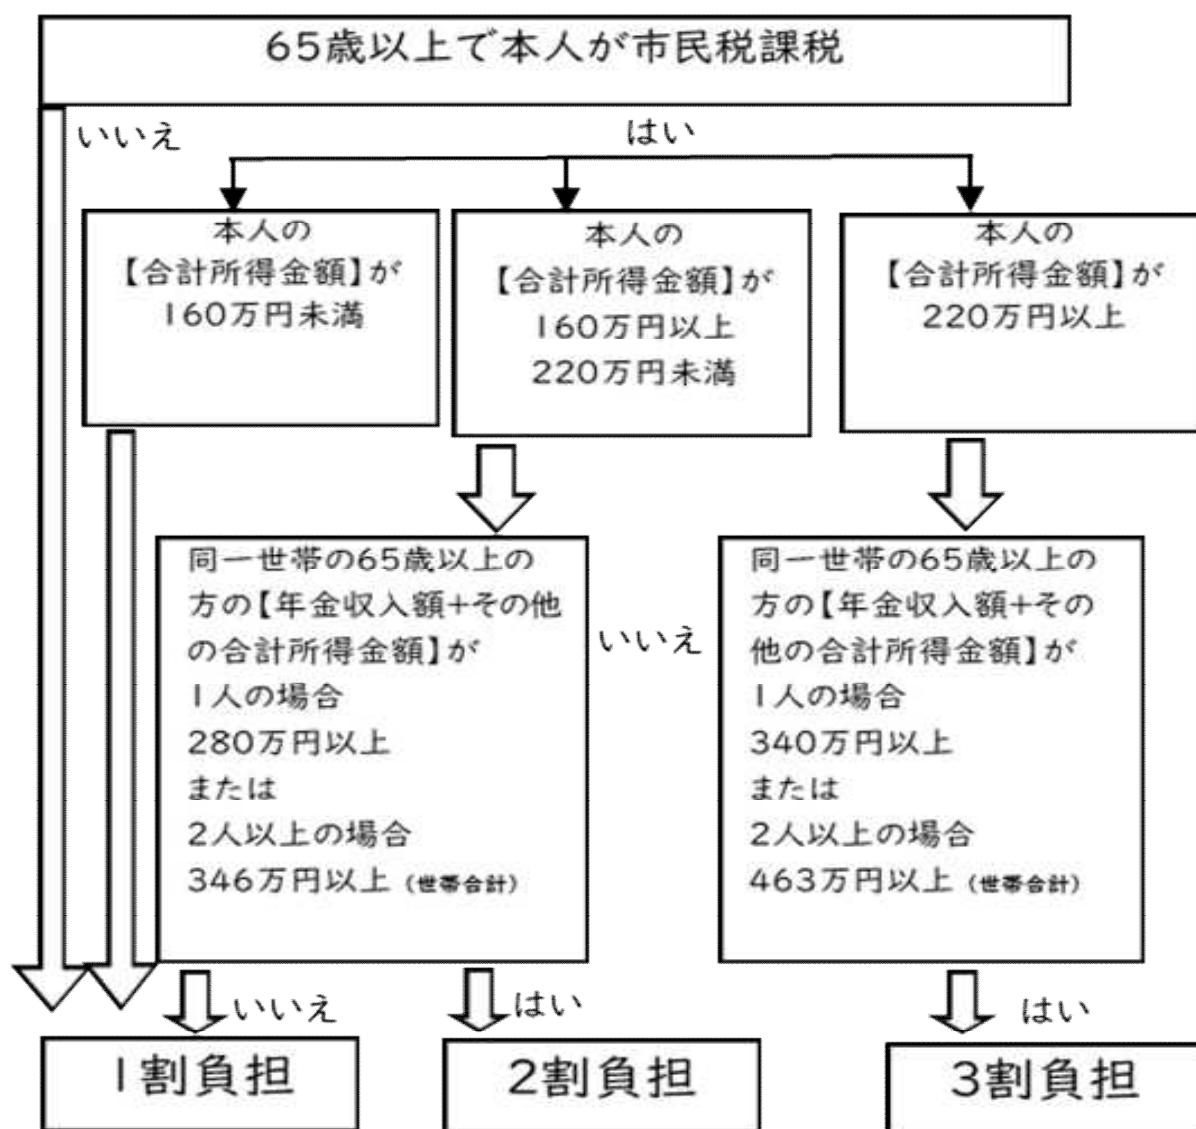 65歳以上で本人が市民税課税
いいえ
はい
本人の
【合計所得金額】が
160万円未満
本人の
【合計所得金額】が
160万円以上
220万円未満
本人の
【合計所得金額】が
220万円以上
同一世帯の65歳以上の
方の【年金収入額+その他
の合計所得金額】が
1人の場合
280万円以上
または
2人以上の場合
346万円以上(世帯合計)
いいえ
同一世帯の65歳以上の
方の【年金収入額+その
他の合計所得金額】が
1人の場合
340万円以上
または
2人以上の場合
463万円以上(世帯合計)
いいえ
はい
はい
1割負担
2割負担
3割負担